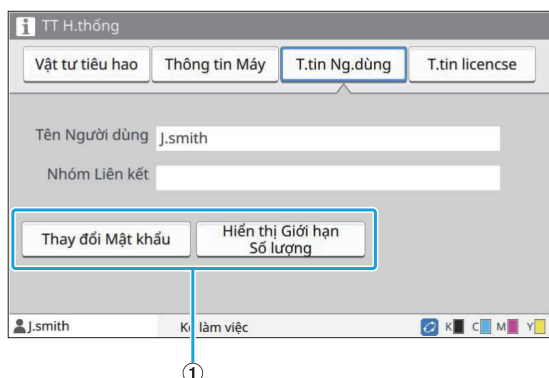 TT H.thống
Vật tư tiêu hao Thông tin Máy T.tin Ng.dùng T.tin licencse
Tên Người dùng J.smith
Nhóm Liên kết
Thay đổi Mật khẩu Hiển thị Giới hạn
Số lượng
J.smith làm việc K C M Y
1